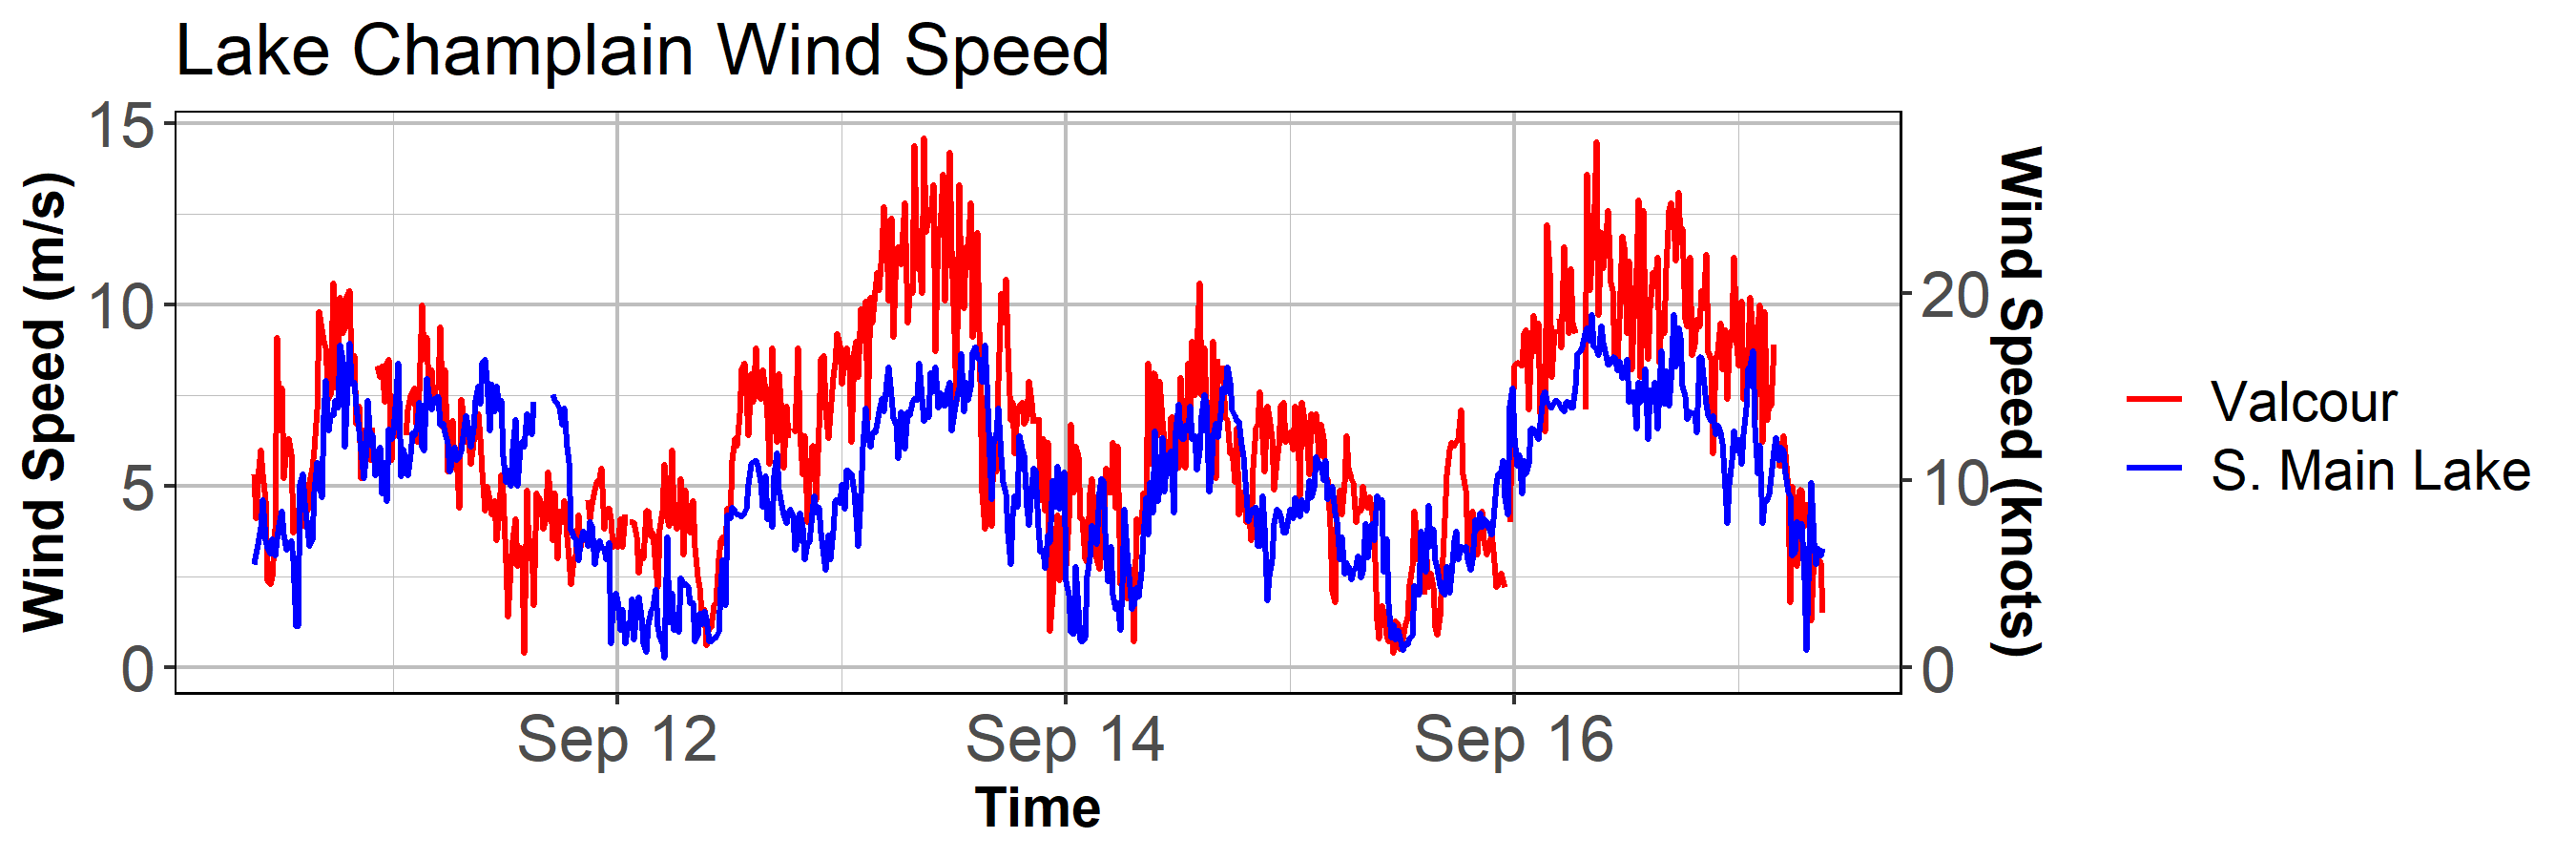 Lake Champlain Wind Speed
15
10
5
0
Wind Speed (m/s)
20
10
0
Wind Speed (knots)
Sep 12
Sep 14
Sep 16
Time
Valcour
S. Main Lake